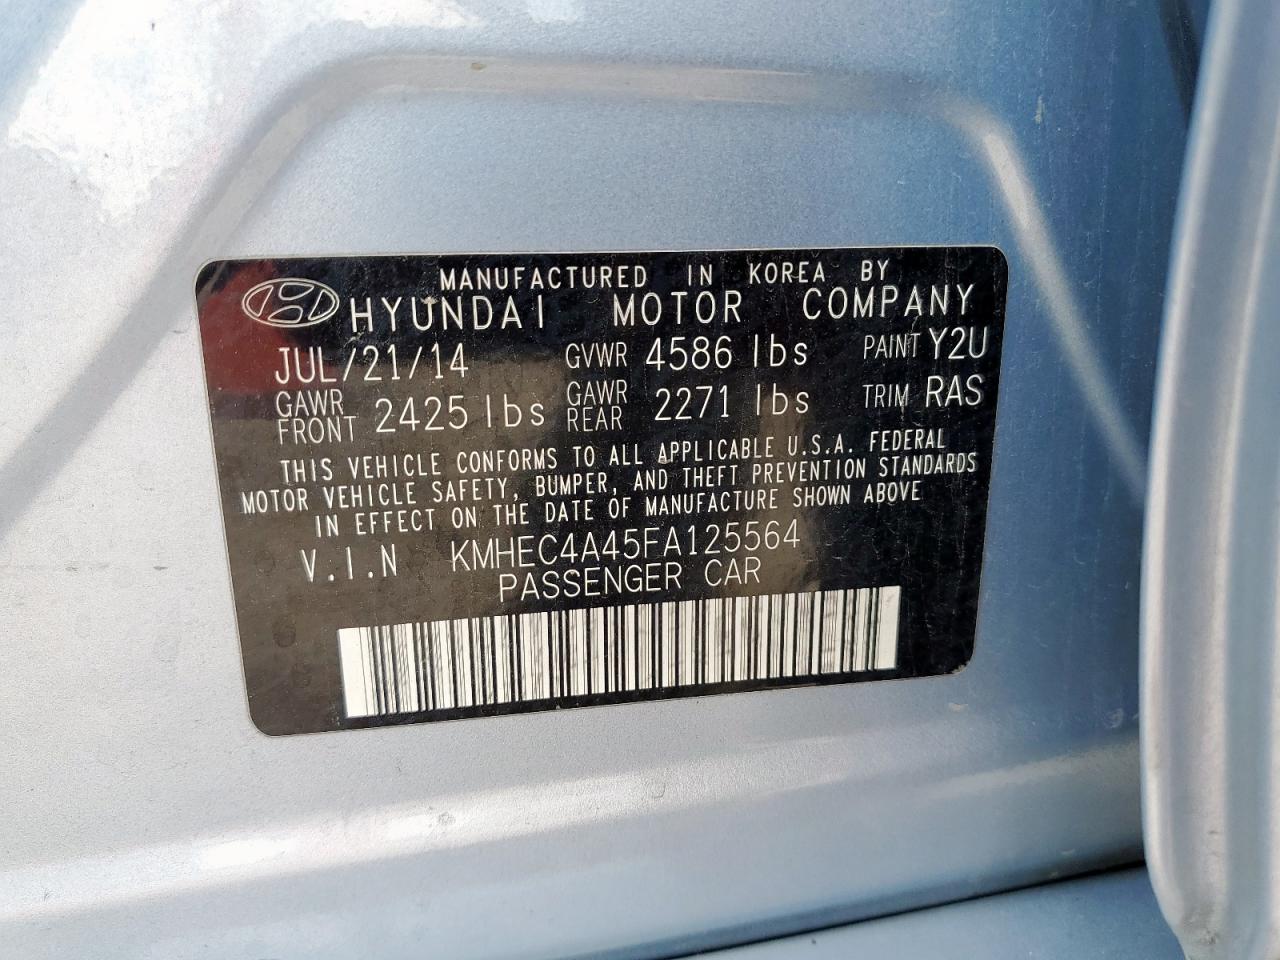 MANUFACTURED IN KOREA BY
HYUNDAI MOTOR COMPANY
JUL/21/14 GVWR 4586 lbs PAINT Y2U
GAWR FRONT 2425 lbs GAWR REAR 2271 lbs TRIM RAS
THIS VEHICLE CONFORMS TO ALL APPLICABLE U.S.A. FEDERAL
MOTOR VEHICLE SAFETY, BUMPER, AND THEFT PREVENTION STANDARDS
IN EFFECT ON THE DATE OF MANUFACTURE SHOWN ABOVE
V.I.N KMHEC4A45FA125564
PASSENGER CAR